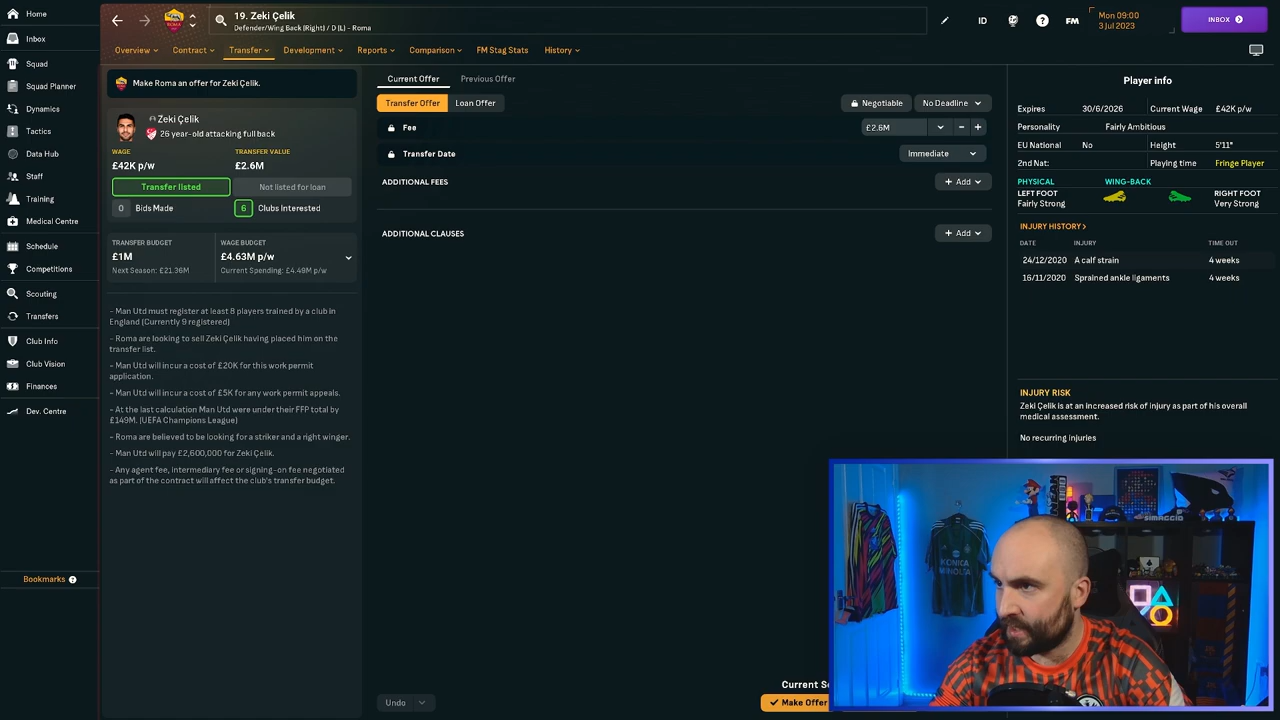 19. Zeki Çelik
Defender/Wing Back (Right) / D (L) - Roma
ID
FM
Mon 09:00
3 Jul 2023
INBOX
Home
Inbox
Squad
Squad Planner
Dynamics
Tactics
Data Hub
Staff
Training
Medical Centre
Schedule
Competitions
Scouting
Transfers
Club Info
Club Vision
Finances
Dev. Centre
Bookmarks
Overview
Contract
Transfer
Development
Reports
Comparison
FM Stag Stats
History
Make Roma an offer for Zeki Çelik.
Zeki Çelik
26 year-old attacking full back
WAGE
TRANSFER VALUE
£42K p/w
£2.6M
Transfer listed
Not listed for loan
0 Bids Made
6 Clubs Interested
TRANSFER BUDGET
WAGE BUDGET
£1M
£4.63M p/w
Next Season: £21.36M
Current Spending: £4.49M p/w
- Man Utd must register at least 8 players trained by a club in
England (Currently 9 registered)
- Roma are looking to sell Zeki Çelik having placed him on the
transfer list.
- Man Utd will incur a cost of £20K for this work permit
application.
- Man Utd will incur a cost of £5K for any work permit appeals.
- At the last calculation Man Utd were under their FFP total by
£149M. (UEFA Champions League)
- Roma are believed to be looking for a striker and a right winger.
- Man Utd will pay £2,600,000 for Zeki Çelik.
- Any agent fee, intermediary fee or signing-on fee negotiated
as part of the contract will affect the club's transfer budget.
Current Offer
Previous Offer
Transfer Offer
Loan Offer
Negotiable
No Deadline
Fee
£2.6M
Transfer Date
Immediate
ADDITIONAL FEES
+ Add
ADDITIONAL CLAUSES
+ Add
Undo
Make Offer
Player info
Expires 30/6/2026
Current Wage £42K p/w
Personality Fairly Ambitious
EU National No
Height 5'11"
2nd Nat:
Playing time Fringe Player
PHYSICAL
WING-BACK
LEFT FOOT
Fairly Strong
RIGHT FOOT
Very Strong
INJURY HISTORY >
DATE INJURY TIME OUT
24/12/2020 A calf strain 4 weeks
16/11/2020 Sprained ankle ligaments 4 weeks
INJURY RISK
Zeki Çelik is at an increased risk of injury as part of his overall
medical assessment.
No recurring injuries
KONICA
MINOLTA